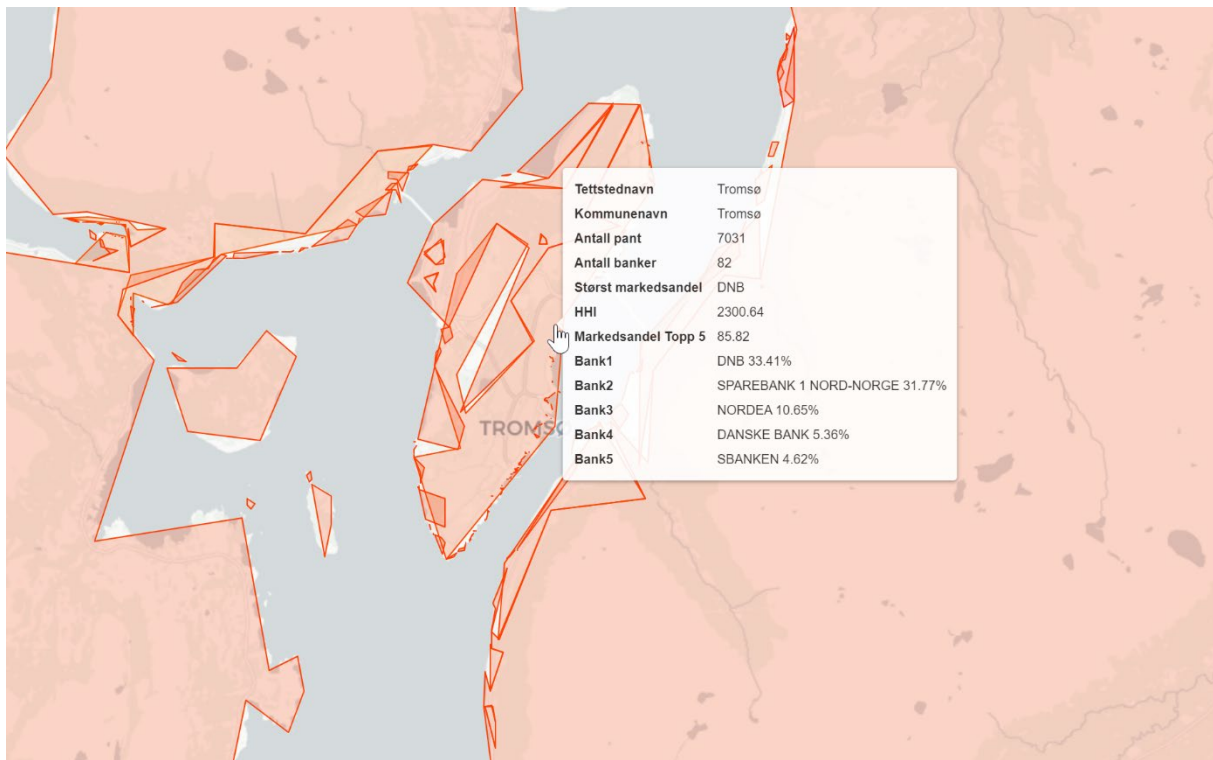 Tettstednavn Tromsø
Kommunenavn Tromsø
Antall pant 7031
Antall banker 82
Størst markedsandel DNB
HHI 2300.64
Markedsandel Topp 5 85.82
Bank1 DNB 33.41%
Bank2 SPAREBANK 1 NORD-NORGE 31.77%
Bank3 NORDEA 10.65%
Bank4 DANSKE BANK 5.36%
TROMSØ
Bank5 SBANKEN 4.62%